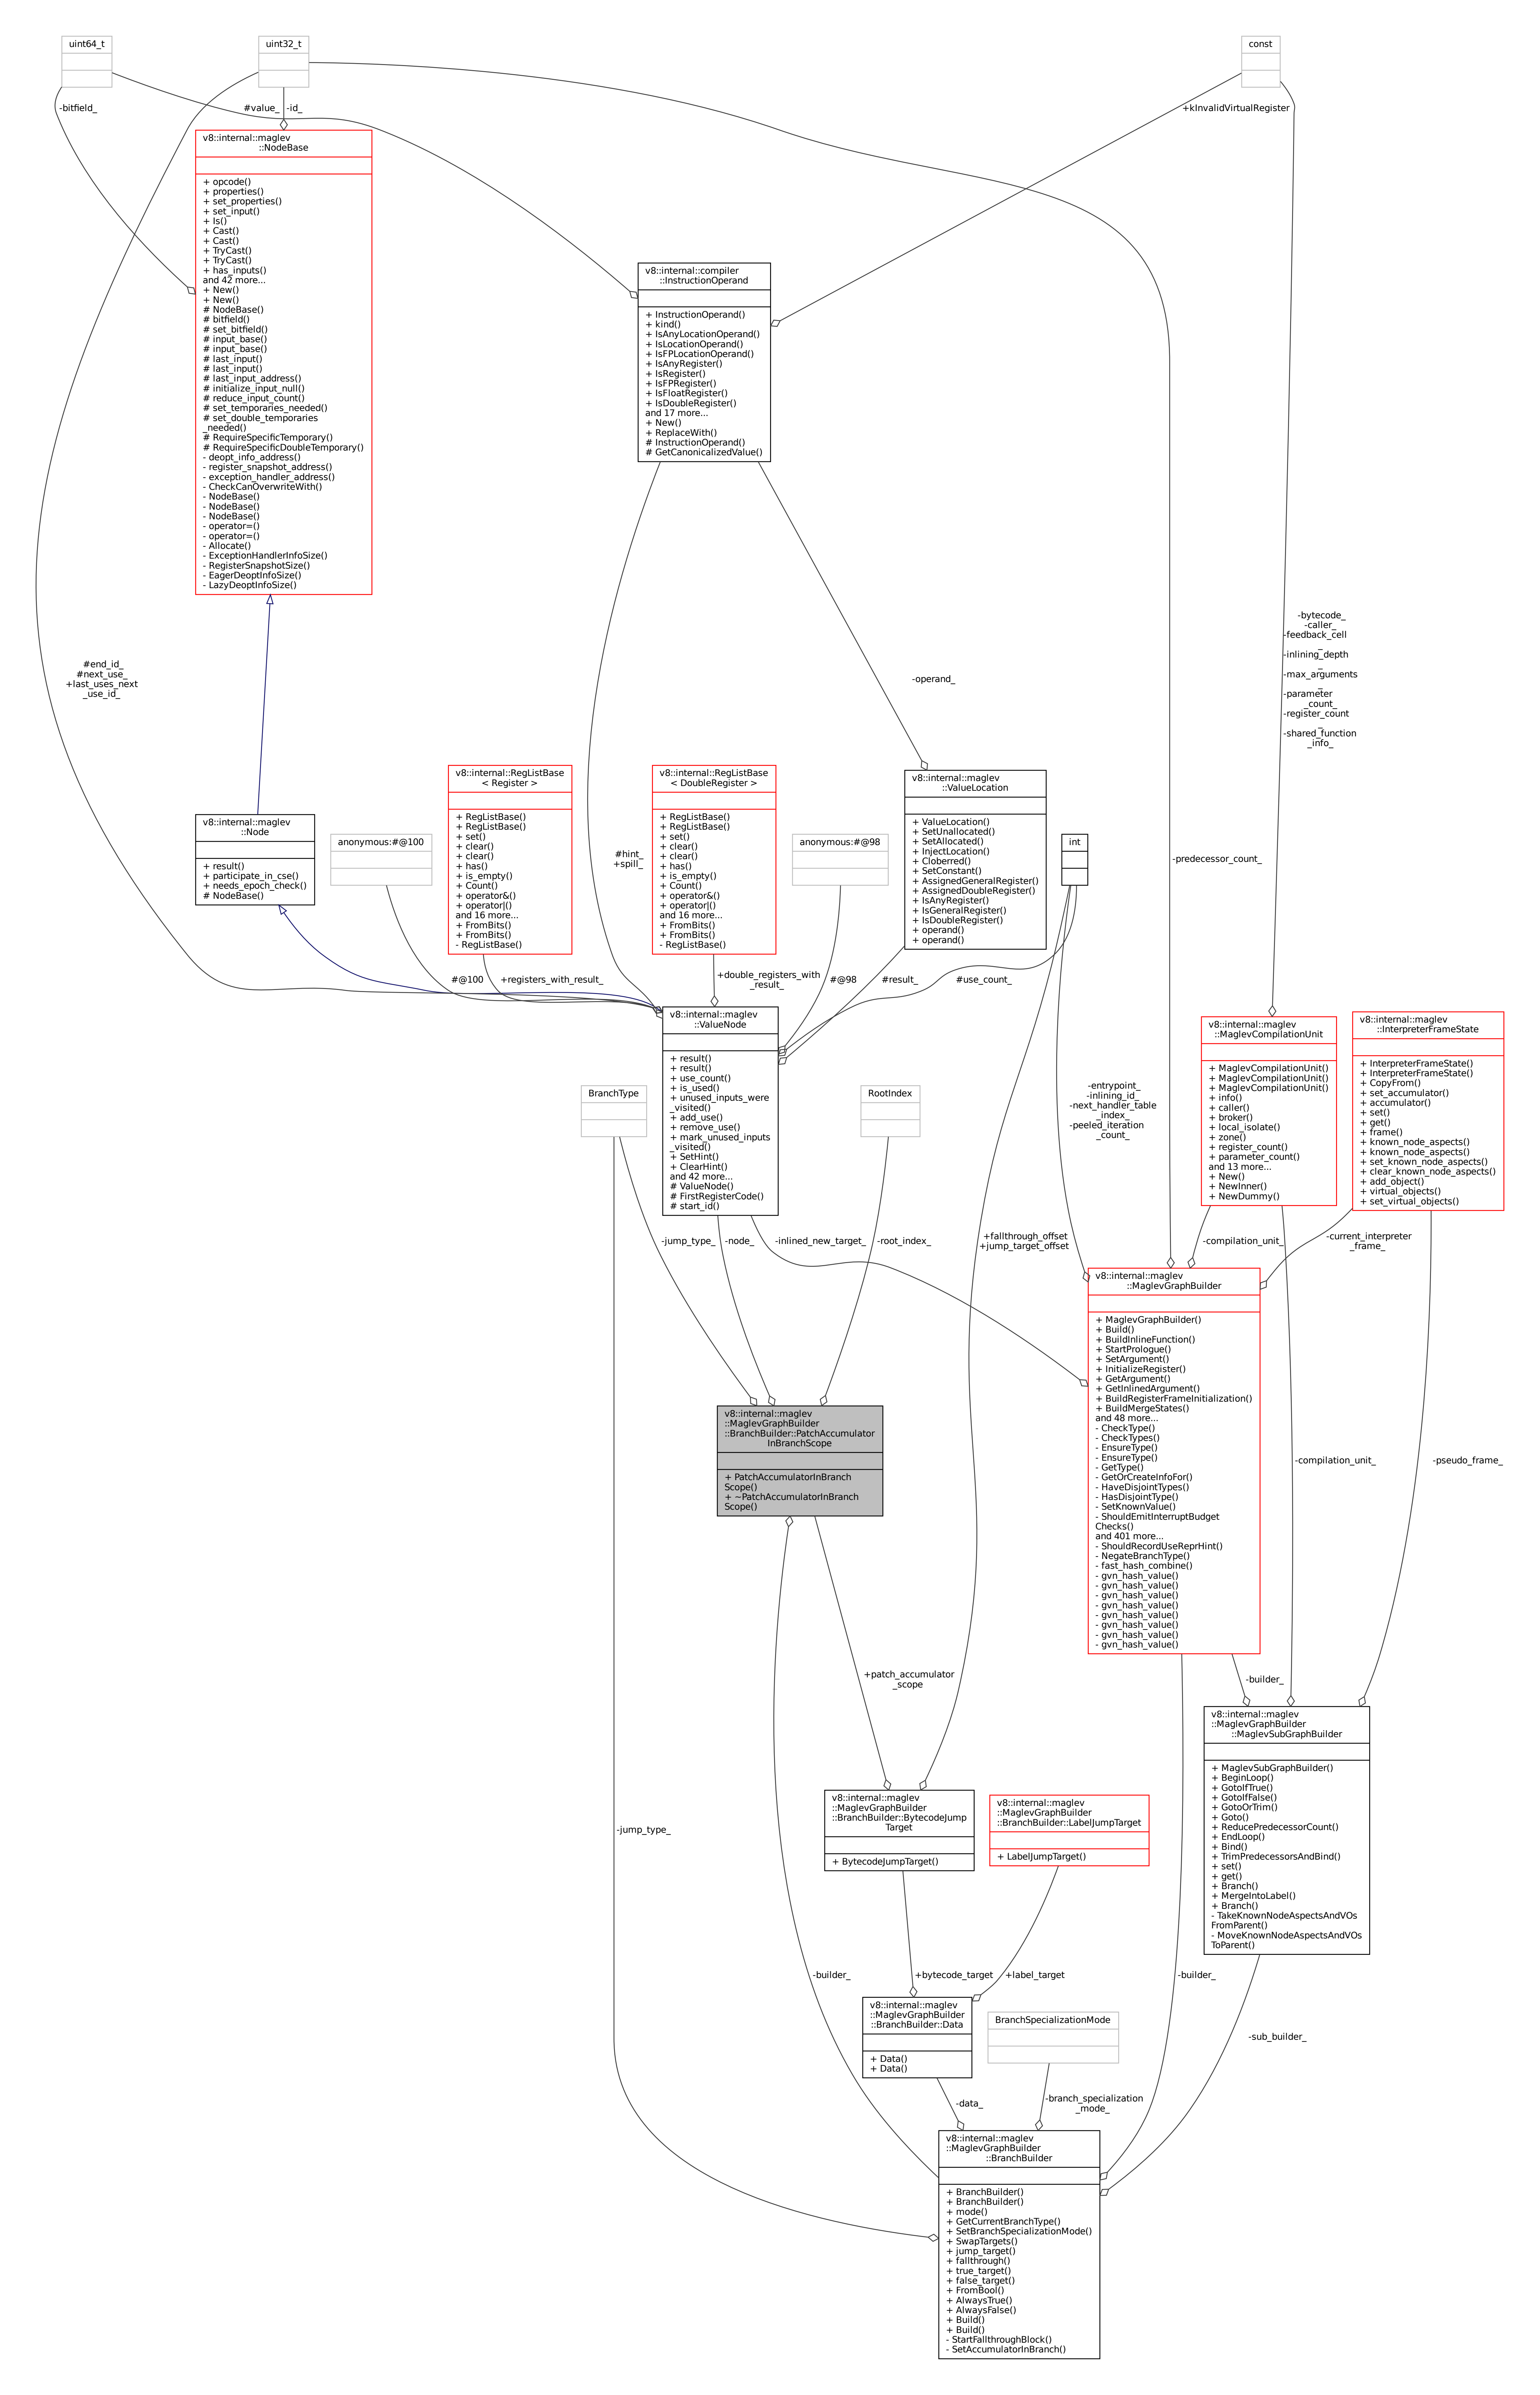 uint64_t
uint32_t
const
-bitfield_
#value_
-id_
+kInvalidVirtualRegister
v8::internal::maglev
::NodeBase
+ opcode()
+ properties()
+ set_properties()
+ set_input()
+ Is()
+ Cast()
+ Cast()
+ TryCast()
+ TryCast()
+ has_inputs()
and 42 more...
+ New()
+ New()
# NodeBase()
# bitfield()
# set_bitfield()
# input_base()
# input_base()
# last_input()
# last_input()
# last_input_address()
# initialize_input_null()
# reduce_input_count()
# set_temporaries_needed()
# set_double_temporaries
_needed()
# RequireSpecificTemporary()
# RequireSpecificDoubleTemporary()
- deopt_info_address()
- register_snapshot_address()
- exception_handler_address()
- CheckCanOverwriteWith()
- NodeBase()
- NodeBase()
- NodeBase()
- operator=()
- operator=()
- Allocate()
- ExceptionHandlerInfoSize()
- RegisterSnapshotSize()
- EagerDeoptInfoSize()
- LazyDeoptInfoSize()
v8::internal::compiler
::InstructionOperand
+ InstructionOperand()
+ kind()
+ IsAnyLocationOperand()
+ IsLocationOperand()
+ IsFPLocationOperand()
+ IsAnyRegister()
+ IsRegister()
+ IsFPRegister()
+ IsFloatRegister()
+ IsDoubleRegister()
and 17 more...
+ New()
+ ReplaceWith()
# InstructionOperand()
# GetCanonicalizedValue()
-bytecode_
-caller_
-feedback_cell
_
-inlining_depth
_
-max_arguments
_
-parameter
_count_
-register_count
_
-shared_function
_info_
#end_id_
#next_use_
+last_uses_next
_use_id_
-operand_
v8::internal::maglev
::Node
+ result()
+ participate_in_cse()
+ needs_epoch_check()
# NodeBase()
anonymous:#@100
v8::internal::RegListBase
< Register >
+ RegListBase()
+ RegListBase()
+ set()
+ clear()
+ clear()
+ has()
+ is_empty()
+ Count()
+ operator&()
+ operator|()
and 16 more...
+ FromBits()
+ FromBits()
- RegListBase()
#hint_
+spill_
v8::internal::RegListBase
< DoubleRegister >
+ RegListBase()
+ RegListBase()
+ set()
+ clear()
+ clear()
+ has()
+ is_empty()
+ Count()
+ operator&()
+ operator|()
and 16 more...
+ FromBits()
+ FromBits()
- RegListBase()
anonymous:#@98
v8::internal::maglev
::ValueLocation
+ ValueLocation()
+ SetUnallocated()
+ SetAllocated()
+ InjectLocation()
+ Cloberred()
+ SetConstant()
+ AssignedGeneralRegister()
+ AssignedDoubleRegister()
+ IsAnyRegister()
+ IsGeneralRegister()
+ IsDoubleRegister()
+ operand()
+ operand()
int
-predecessor_count_
#@100
+registers_with_result_
+double_registers_with
_result_
#@98
#result_
#use_count_
v8::internal::maglev
::ValueNode
+ result()
+ result()
+ use_count()
+ is_used()
+ unused_inputs_were
_visited()
+ add_use()
+ remove_use()
+ mark_unused_inputs
_visited()
+ SetHint()
+ ClearHint()
and 42 more...
# ValueNode()
# FirstRegisterCode()
# start_id()
BranchType
RootIndex
-entrypoint_
-inlining_id_
-next_handler_table
_index_
-peeled_iteration
_count_
v8::internal::maglev
::MaglevCompilationUnit
+ MaglevCompilationUnit()
+ MaglevCompilationUnit()
+ MaglevCompilationUnit()
+ info()
+ caller()
+ broker()
+ local_isolate()
+ zone()
+ register_count()
+ parameter_count()
and 13 more...
+ New()
+ NewInner()
+ NewDummy()
v8::internal::maglev
::InterpreterFrameState
+ InterpreterFrameState()
+ InterpreterFrameState()
+ CopyFrom()
+ set_accumulator()
+ accumulator()
+ set()
+ get()
+ frame()
+ known_node_aspects()
+ known_node_aspects()
+ set_known_node_aspects()
+ clear_known_node_aspects()
+ add_object()
+ virtual_objects()
+ set_virtual_objects()
-jump_type_
-node_
-inlined_new_target_
-root_index_
+fallthrough_offset
+jump_target_offset
-compilation_unit_
-current_interpreter
_frame_
v8::internal::maglev
::MaglevGraphBuilder
+ MaglevGraphBuilder()
+ Build()
+ BuildInlineFunction()
+ StartPrologue()
+ SetArgument()
+ InitializeRegister()
+ GetArgument()
+ GetInlinedArgument()
+ BuildRegisterFrameInitialization()
+ BuildMergeStates()
and 48 more...
- CheckType()
- CheckTypes()
- EnsureType()
- EnsureType()
- GetType()
- GetOrCreateInfoFor()
- HaveDisjointTypes()
- HasDisjointType()
- SetKnownValue()
- ShouldEmitInterruptBudget
Checks()
and 401 more...
- ShouldRecordUseReprHint()
- NegateBranchType()
- fast_hash_combine()
- gvn_hash_value()
- gvn_hash_value()
- gvn_hash_value()
- gvn_hash_value()
- gvn_hash_value()
- gvn_hash_value()
- gvn_hash_value()
- gvn_hash_value()
v8::internal::maglev
::MaglevGraphBuilder
::BranchBuilder::PatchAccumulator
InBranchScope
+ PatchAccumulatorInBranch
Scope()
+ ~PatchAccumulatorInBranch
Scope()
-compilation_unit_
-pseudo_frame_
+patch_accumulator
_scope
-builder_
v8::internal::maglev
::MaglevGraphBuilder
::MaglevSubGraphBuilder
+ MaglevSubGraphBuilder()
+ BeginLoop()
+ GotoIfTrue()
+ GotoIfFalse()
+ GotoOrTrim()
+ Goto()
+ ReducePredecessorCount()
+ EndLoop()
+ Bind()
+ TrimPredecessorsAndBind()
+ set()
+ get()
+ Branch()
+ MergeIntoLabel()
+ Branch()
- TakeKnownNodeAspectsAndVOs
FromParent()
- MoveKnownNodeAspectsAndVOs
ToParent()
v8::internal::maglev
::MaglevGraphBuilder
::BranchBuilder::BytecodeJump
Target
+ BytecodeJumpTarget()
v8::internal::maglev
::MaglevGraphBuilder
::BranchBuilder::LabelJumpTarget
+ LabelJumpTarget()
-jump_type_
-builder_
+bytecode_target
+label_target
-builder_
v8::internal::maglev
::MaglevGraphBuilder
::BranchBuilder::Data
+ Data()
+ Data()
BranchSpecializationMode
-sub_builder_
-data_
-branch_specialization
_mode_
v8::internal::maglev
::MaglevGraphBuilder
::BranchBuilder
+ BranchBuilder()
+ BranchBuilder()
+ mode()
+ GetCurrentBranchType()
+ SetBranchSpecializationMode()
+ SwapTargets()
+ jump_target()
+ fallthrough()
+ true_target()
+ false_target()
+ FromBool()
+ AlwaysTrue()
+ AlwaysFalse()
+ Build()
+ Build()
- StartFallthroughBlock()
- SetAccumulatorInBranch()